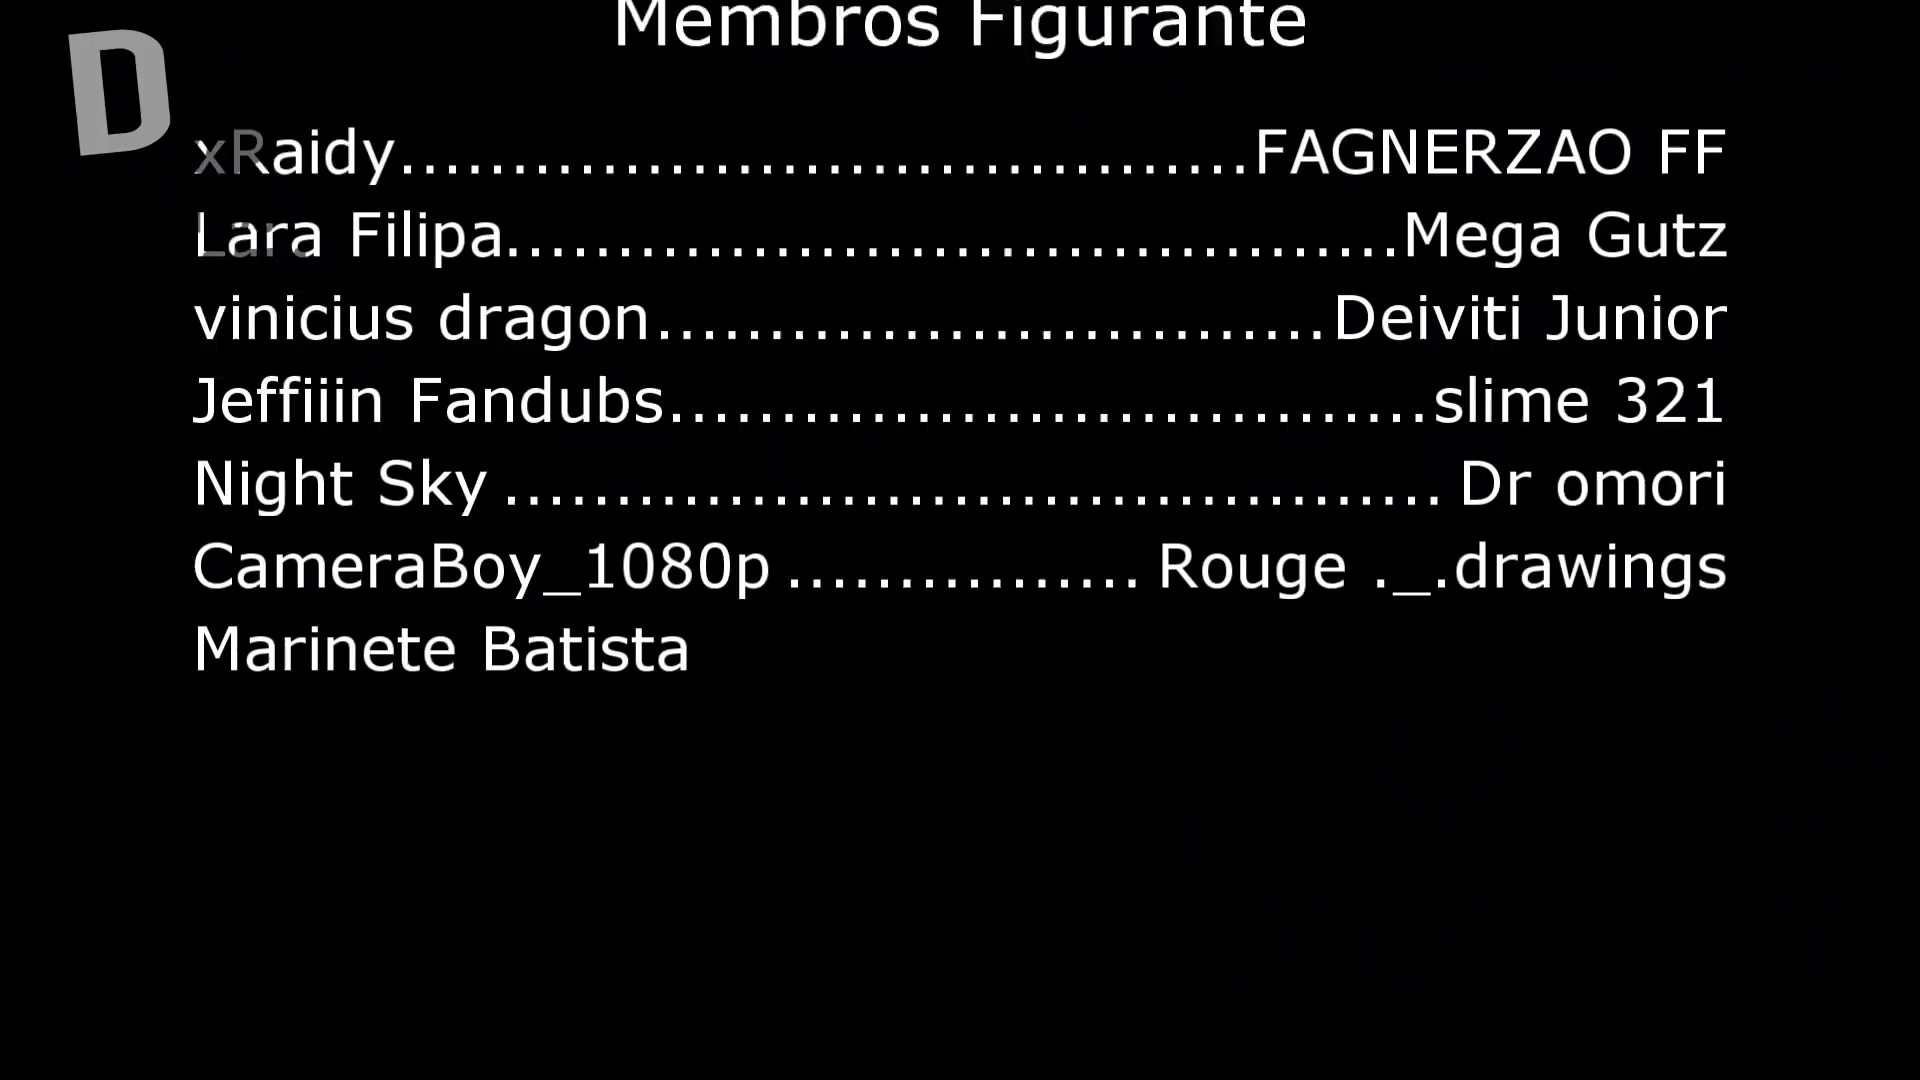 Membros Figurante
D
xRaidy......................................FAGNERZAO FF
Lara Filipa........................................Mega Gutz
vinicius dragon..............................Deiviti Junior
Jeffiiin Fandubs..................................slime 321
Night Sky .......................................... Dr omori
CameraBoy_1080p ................ Rouge ._.drawings
Marinete Batista